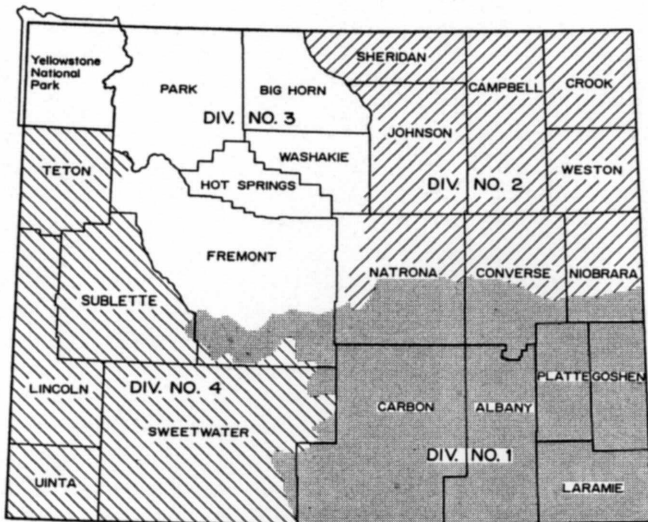 Yellowstone
National
Park
PARK
BIG HORN
SHERIDAN
CAMPBELL
CROOK
DIV. NO. 3
JOHNSON
TETON
WASHAKIE
HOT SPRINGS
DIV. NO. 2
WESTON
FREMONT
NATRONA
CONVERSE
NIOBRARA
SUBLETTE
LINCOLN
DIV. NO. 4
SWEETWATER
CARBON
ALBANY
PLATTE
GOSHEN
DIV. NO. 1
UINTA
LARAMIE